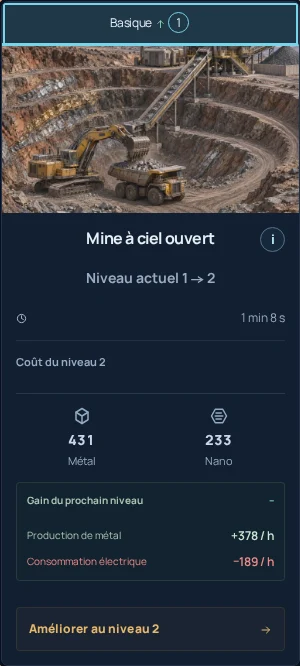 Basique ↑ 1
Mine à ciel ouvert i
Niveau actuel 1 → 2
1 min 8 s
Coût du niveau 2
431 233
Métal Nano
Gain du prochain niveau –
Production de métal +378 / h
Consommation électrique −189 / h
Améliorer au niveau 2 →